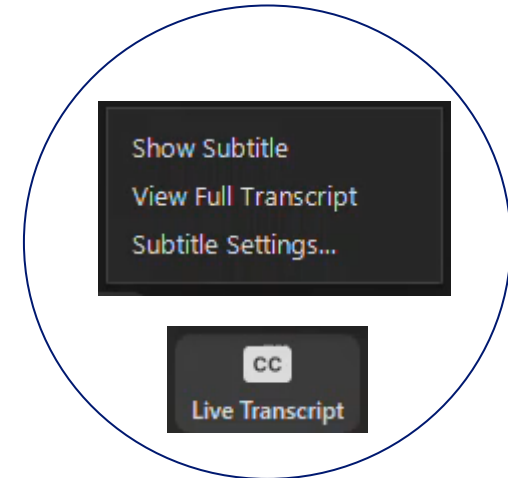 Show Subtitle
View Full Transcript
Subtitle Settings...
CC
Live Transcript